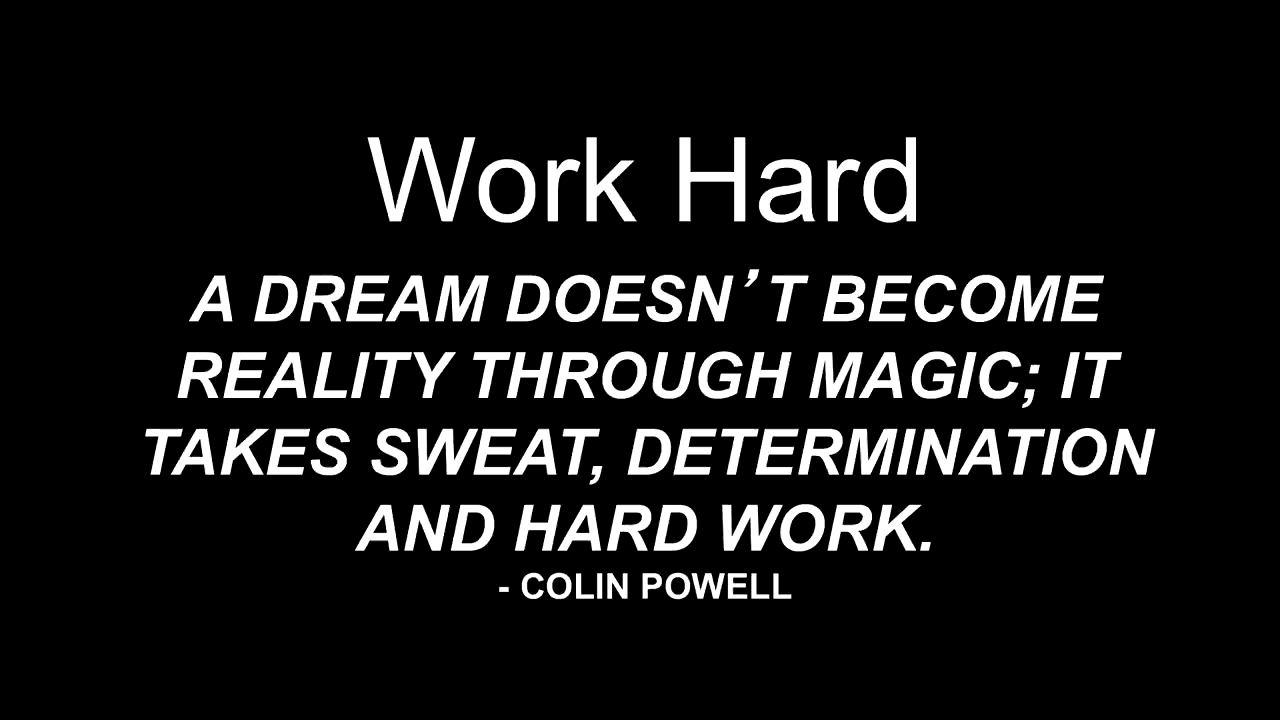 Work Hard
A DREAM DOESN’T BECOME
REALITY THROUGH MAGIC; IT
TAKES SWEAT, DETERMINATION
AND HARD WORK.
- COLIN POWELL